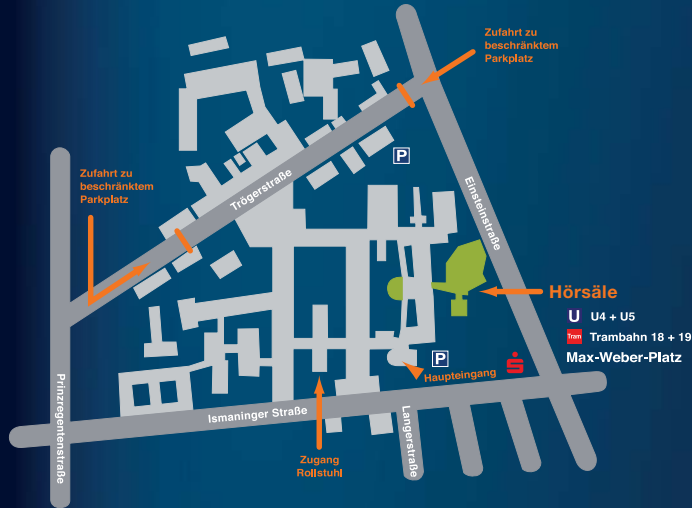 Zufahrt zu
beschränktem
Parkplatz
P
Zufahrt zu
beschränktem
Parkplatz
Trögerstraße
Einsteinstraße
Hörsäle
U U4 + U5
Tram Trambahn 18 + 19
Max-Weber-Platz
P
Haupteingang
Prinzregentenstraße
Ismaninger Straße
Langerstraße
Zugang
Rollstuhl